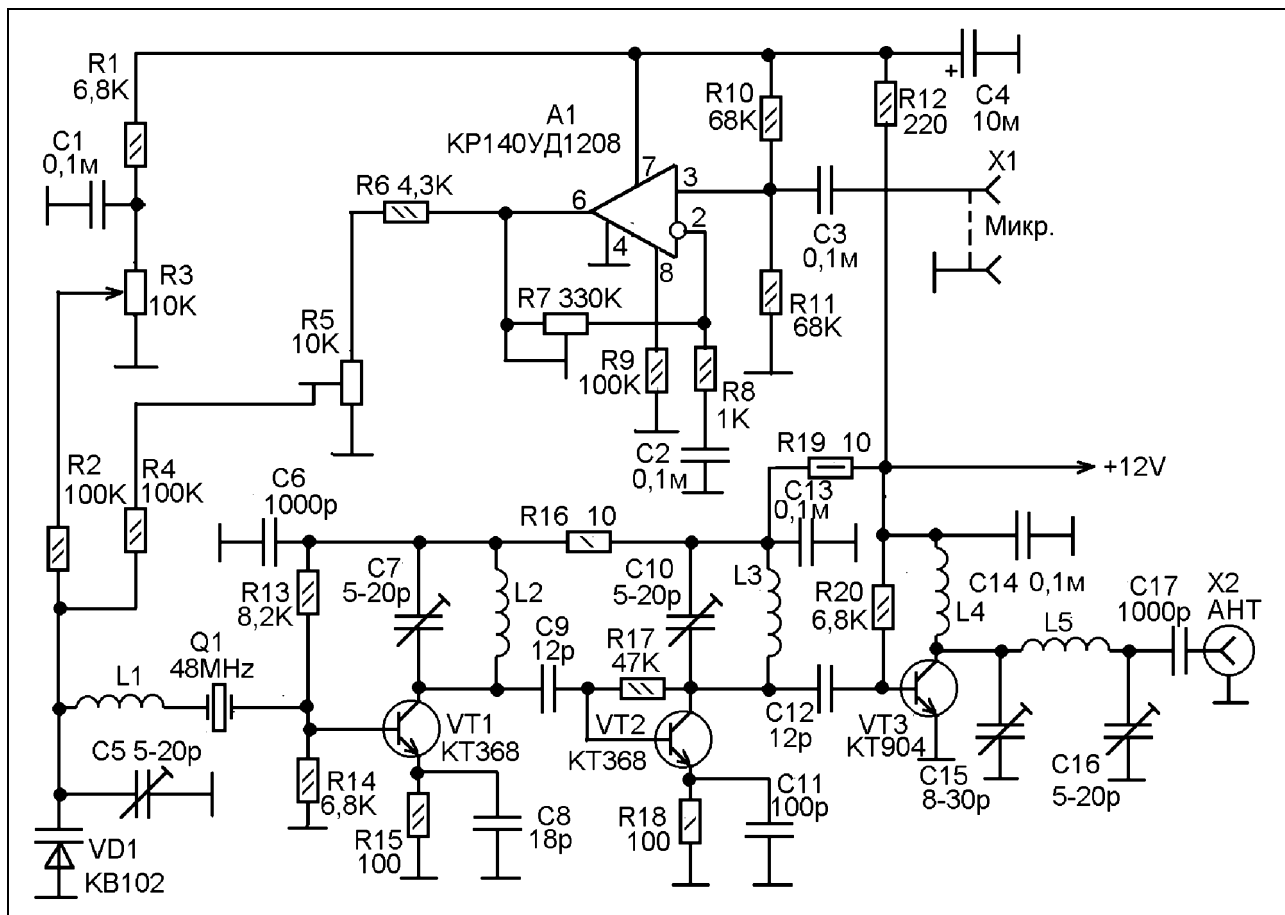 R1
6,8K
C1
0,1м
A1
КР140УД1208
R10
68K
R12
220
+
C4
10м
X1
Микр.
R6 4,3K
6
7
3
2
4
8
C3
0,1м
R3
10K
R5
10K
R7 330K
R11
68K
R9
100K
R8
1K
C2
0,1м
R2
100K
R4
100K
C6
1000p
R19 10
+12V
C13
0,1м
R16 10
R13
8,2K
C7
5-20p
L2
C10
5-20p
L3
R20
6,8K
L4
C14 0,1м
C17
1000p
X2
АНТ
L5
Q1
48MHz
L1
C9
12p
R17
47K
C12
12p
VT1
KT368
VT2
KT368
VT3
KT904
C5 5-20p
R14
6,8K
R15
100
C8
18p
R18
100
C11
100p
C15
8-30p
C16
5-20p
VD1
KB102